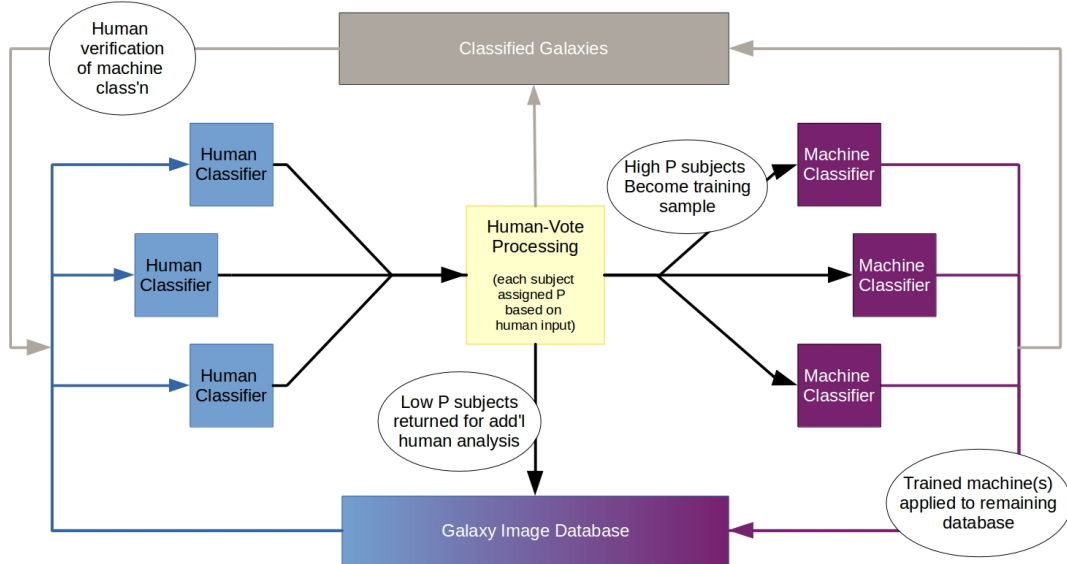 Human
verification
of machine
class'n
Classified Galaxies
Human
Classifier
High P subjects
Become training
sample
Machine
Classifier
Human
Classifier
Human-Vote
Processing
(each subject
assigned P
based on
human input)
Machine
Classifier
Human
Classifier
Machine
Classifier
Low P subjects
returned for add'l
human analysis
Trained machine(s)
applied to remaining
database
Galaxy Image Database